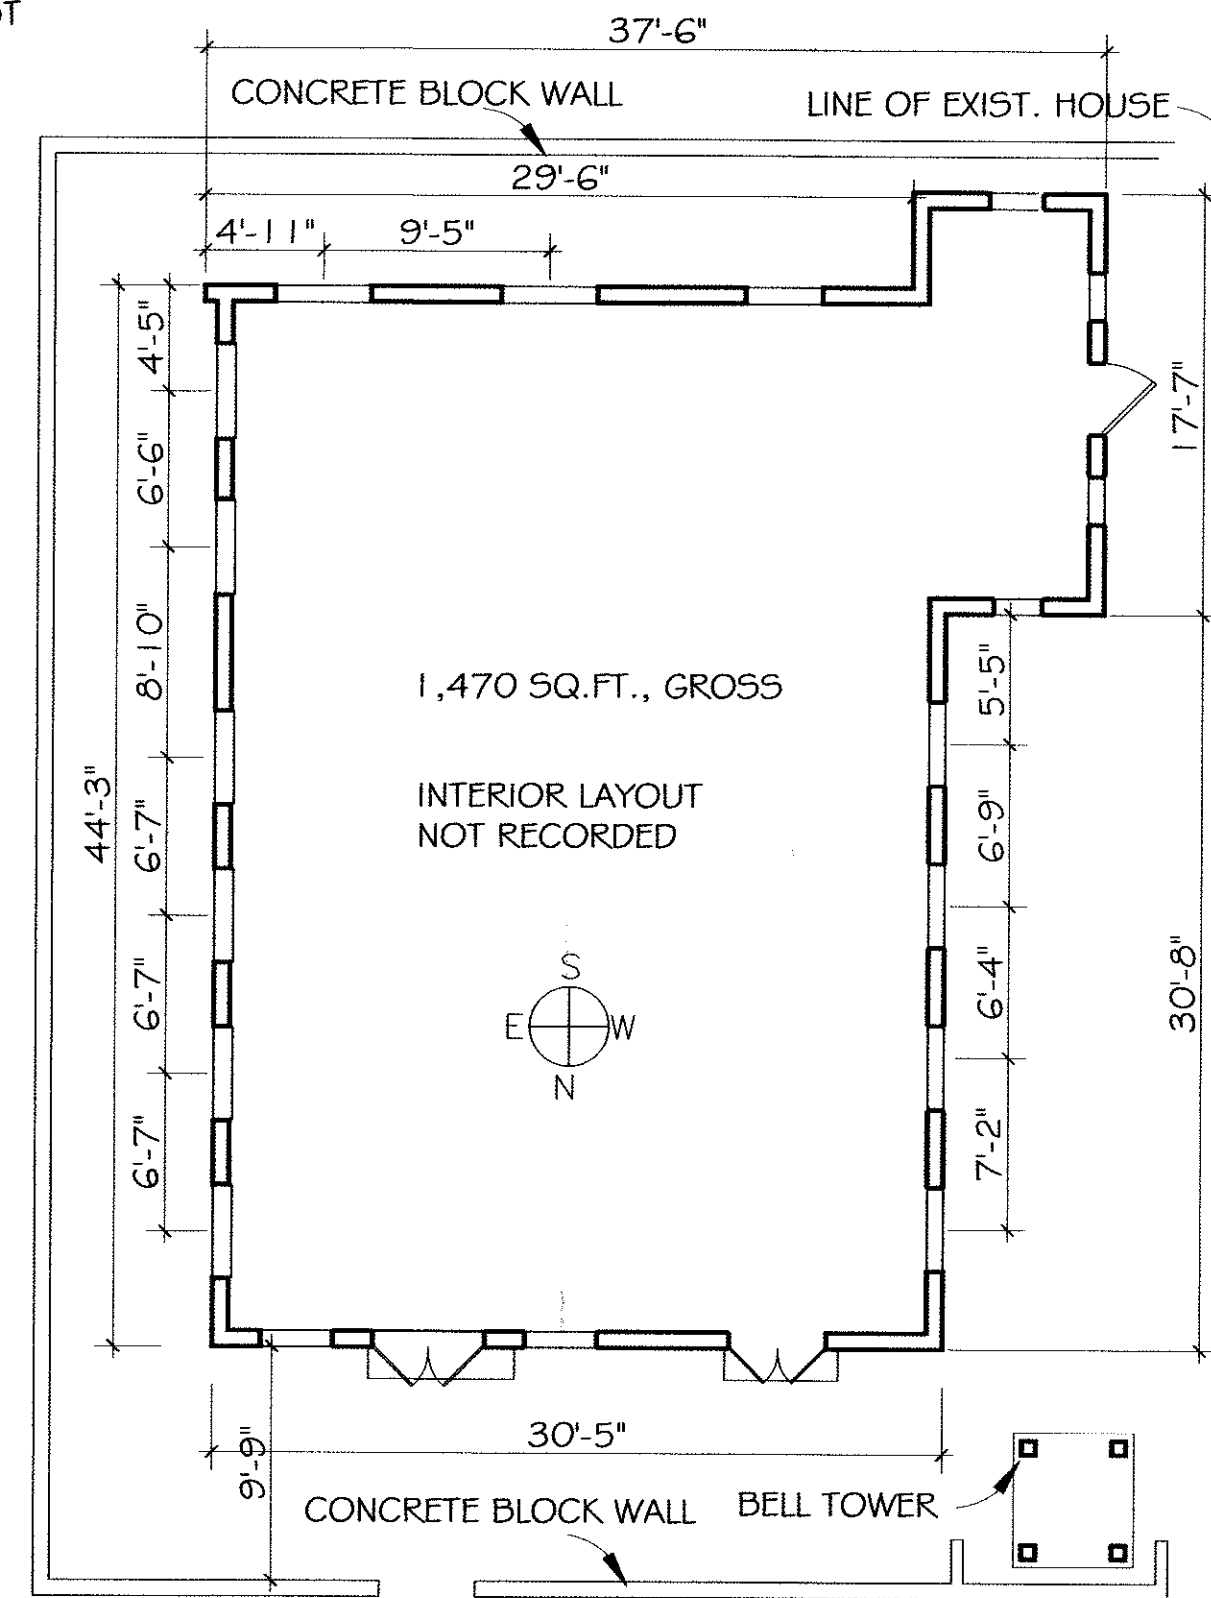 37'-6"
CONCRETE BLOCK WALL
LINE OF EXIST. HOUSE
29'-6"
4'-11"
9'-5"
4'-5"
6'-6"
8'-10"
44'-3"
6'-7"
6'-7"
6'-7"
17'-7"
1,470 SQ.FT., GROSS
INTERIOR LAYOUT
NOT RECORDED
5'-5"
6'-9"
6'-4"
7'-2"
30'-8"
S
E W
N
30'-5"
9'-9"
CONCRETE BLOCK WALL
BELL TOWER